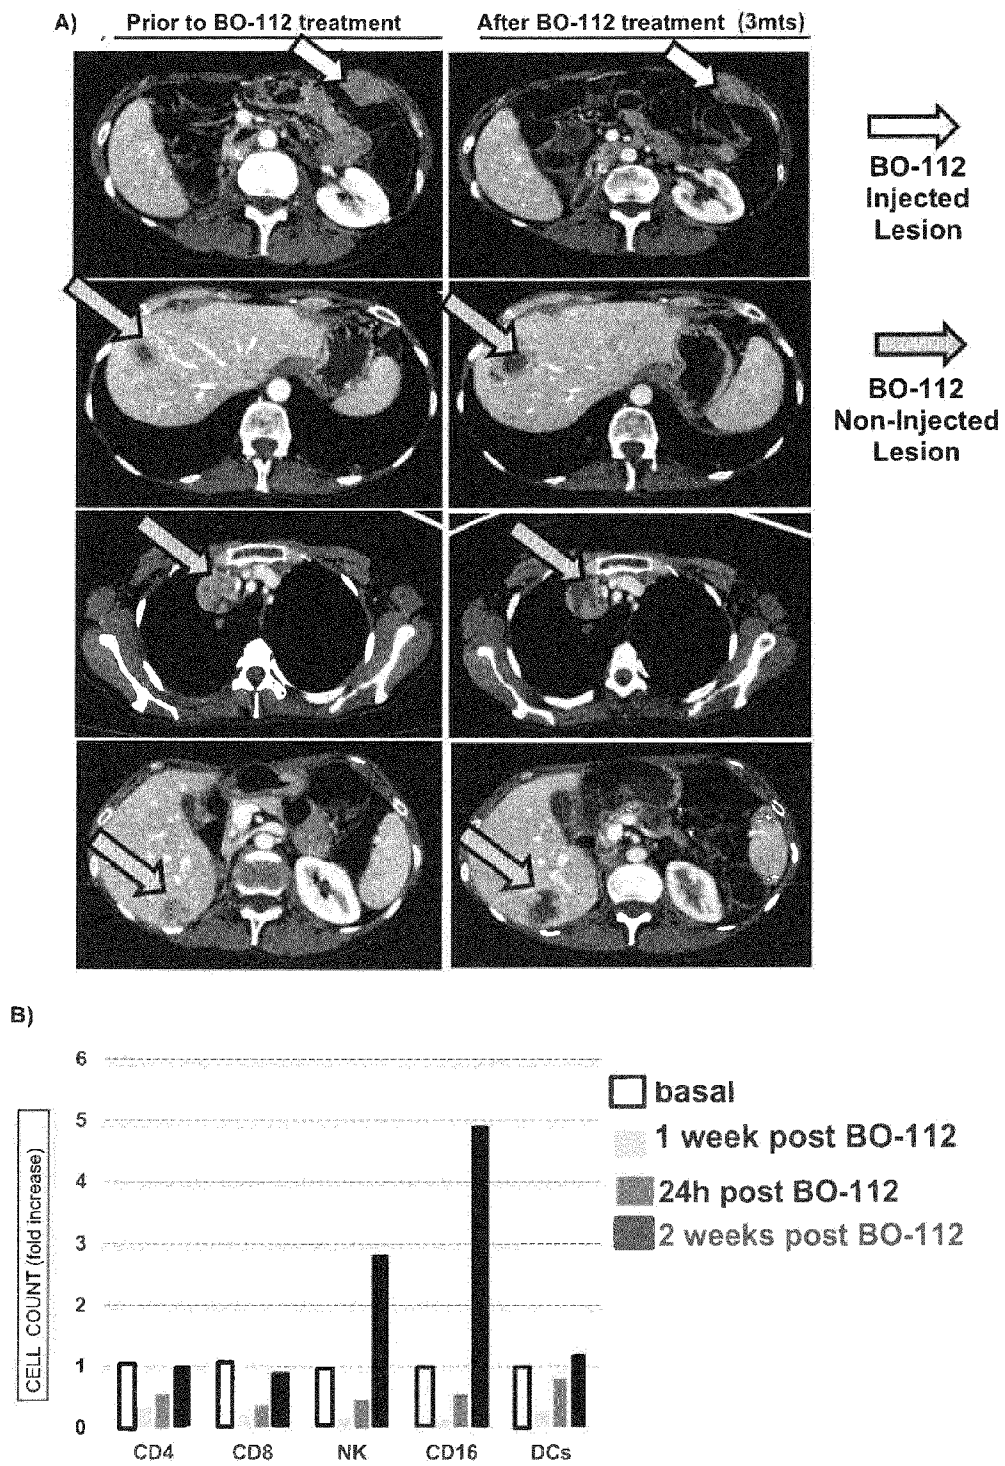 A)
Prior to BO-112 treatment
After BO-112 treatment (3mts)
BO-112
Injected
Lesion
BO-112
Non-Injected
Lesion
B)
CELL COUNT (fold increase)
6
5
4
3
2
1
0
CD4
CD8
NK
CD16
DCs
basal
1 week post BO-112
24h post BO-112
2 weeks post BO-112